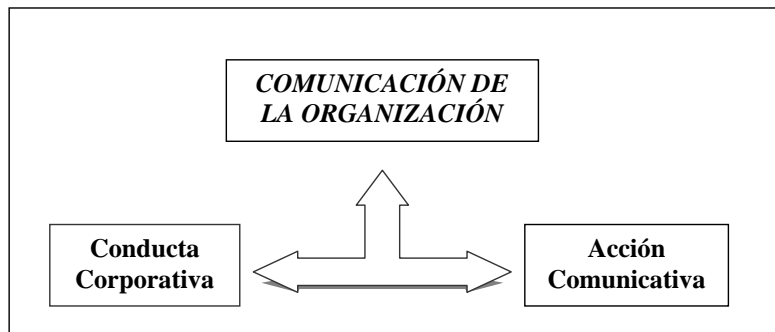 COMUNICACIÓN DE
LA ORGANIZACIÓN
Conducta
Corporativa
Acción
Comunicativa